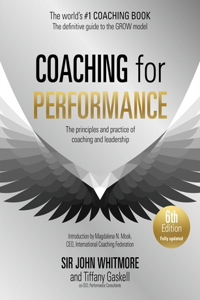 The world's #1 COACHING BOOK
The definitive guide to the GROW model
COACHING for
PERFORMANCE
The principles and practice of
coaching and leadership
6th
Edition
Fully updated
Introduction by Magdalena N. Mook,
CEO, International Coaching Federation
SIR JOHN WHITMORE
and Tiffany Gaskell
co-CEO, Performance Consultants